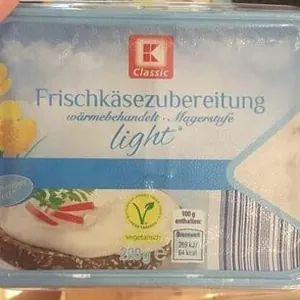 K
Classic
Frischkäsezubereitung
wärmebehandelt · Magerstufe
light*
V
vegetarisch
100 g
enthalten:
Brennwert
269 kJ/
64 kcal
200g e